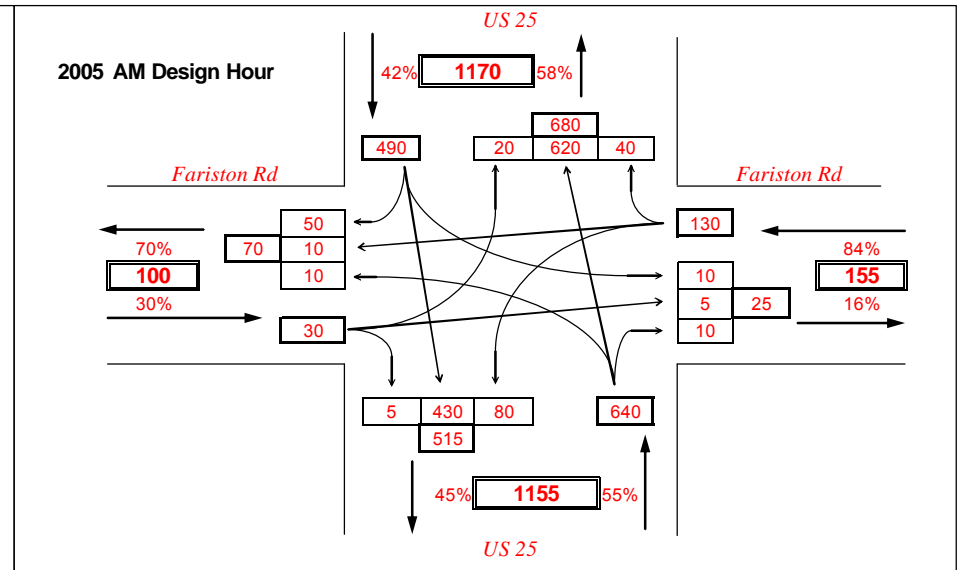 US 25
2005 AM Design Hour
42% 1170 58%
680
490 20 620 40
Fariston Rd Fariston Rd
50 130
70% 70 10 84%
100 10 10 155
30% 5 25 16%
30 10
5 430 80 640
515
45% 1155 55%
US 25